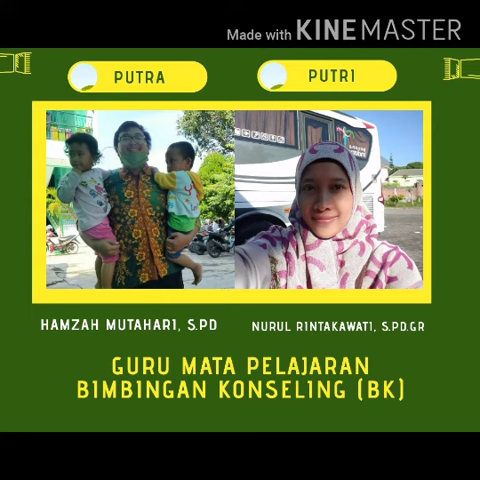 Made with KINEMASTER
PUTRA
PUTRI
HAMZAH MUTAHARI, S.PD
NURUL RINTAKAWATI, S.PD.GR
GURU MATA PELAJARAN
BIMBINGAN KONSELING (BK)